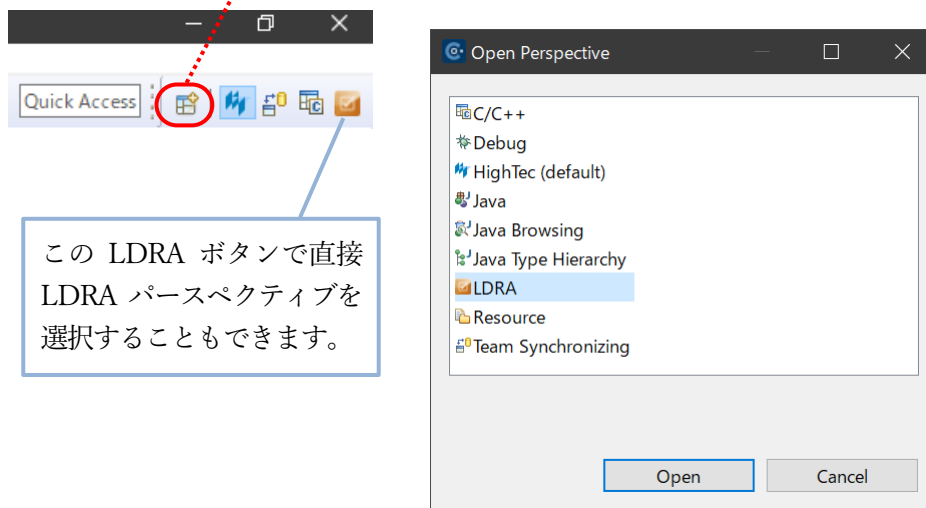 Quick Access
この LDRA ボタンで直接
LDRA パースペクティブを
選択することもできます。
Open Perspective
C/C++
Debug
HighTec (default)
Java
Java Browsing
Java Type Hierarchy
LDRA
Resource
Team Synchronizing
Open
Cancel